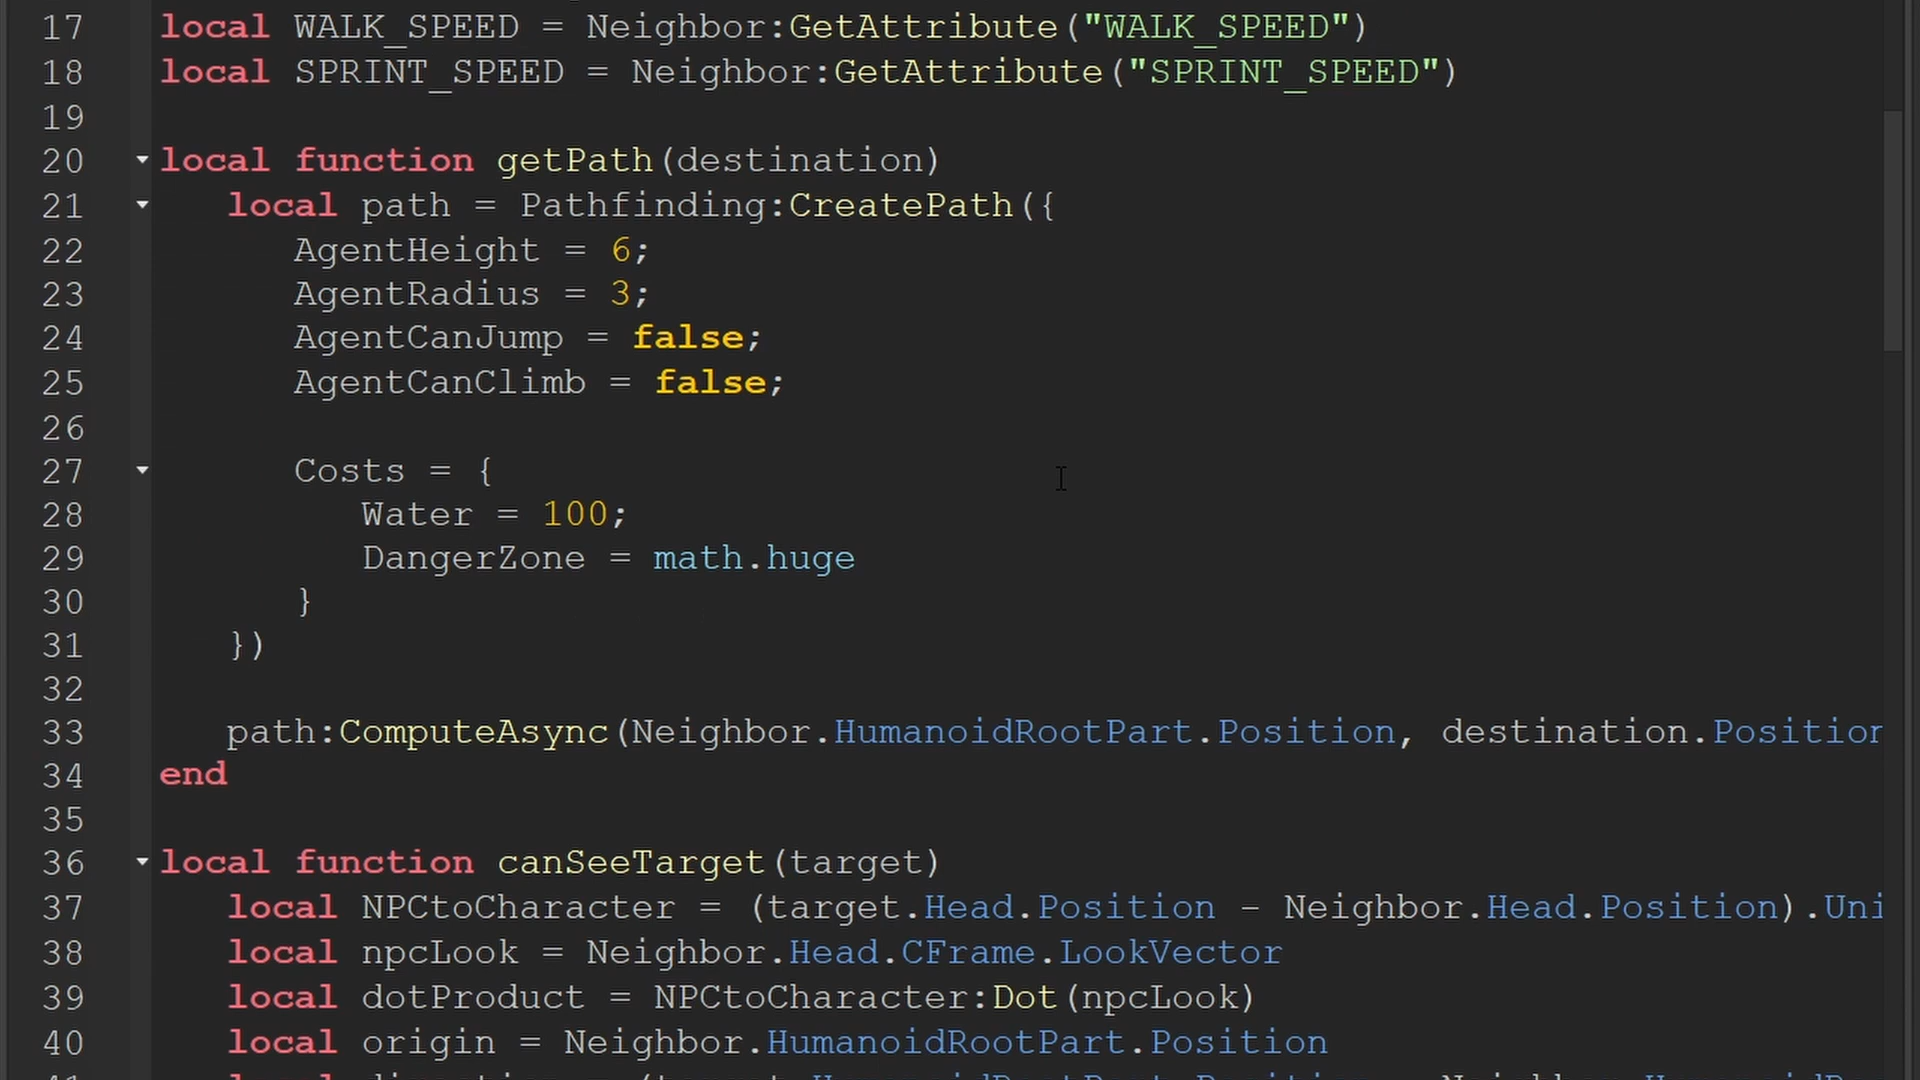 17 local WALK_SPEED = Neighbor:GetAttribute("WALK_SPEED")
18 local SPRINT_SPEED = Neighbor:GetAttribute("SPRINT_SPEED")
19
20 local function getPath(destination)
21 local path = Pathfinding:CreatePath({
22 AgentHeight = 6;
23 AgentRadius = 3;
24 AgentCanJump = false;
25 AgentCanClimb = false;
26
27 Costs = {
28 Water = 100;
29 DangerZone = math.huge
30 }
31 })
32
33 path:ComputeAsync(Neighbor.HumanoidRootPart.Position, destination.Position
34 end
35
36 local function canSeeTarget(target)
37 local NPCtoCharacter = (target.Head.Position - Neighbor.Head.Position).Uni
38 local npcLook = Neighbor.Head.CFrame.LookVector
39 local dotProduct = NPCtoCharacter:Dot(npcLook)
40 local origin = Neighbor.HumanoidRootPart.Position